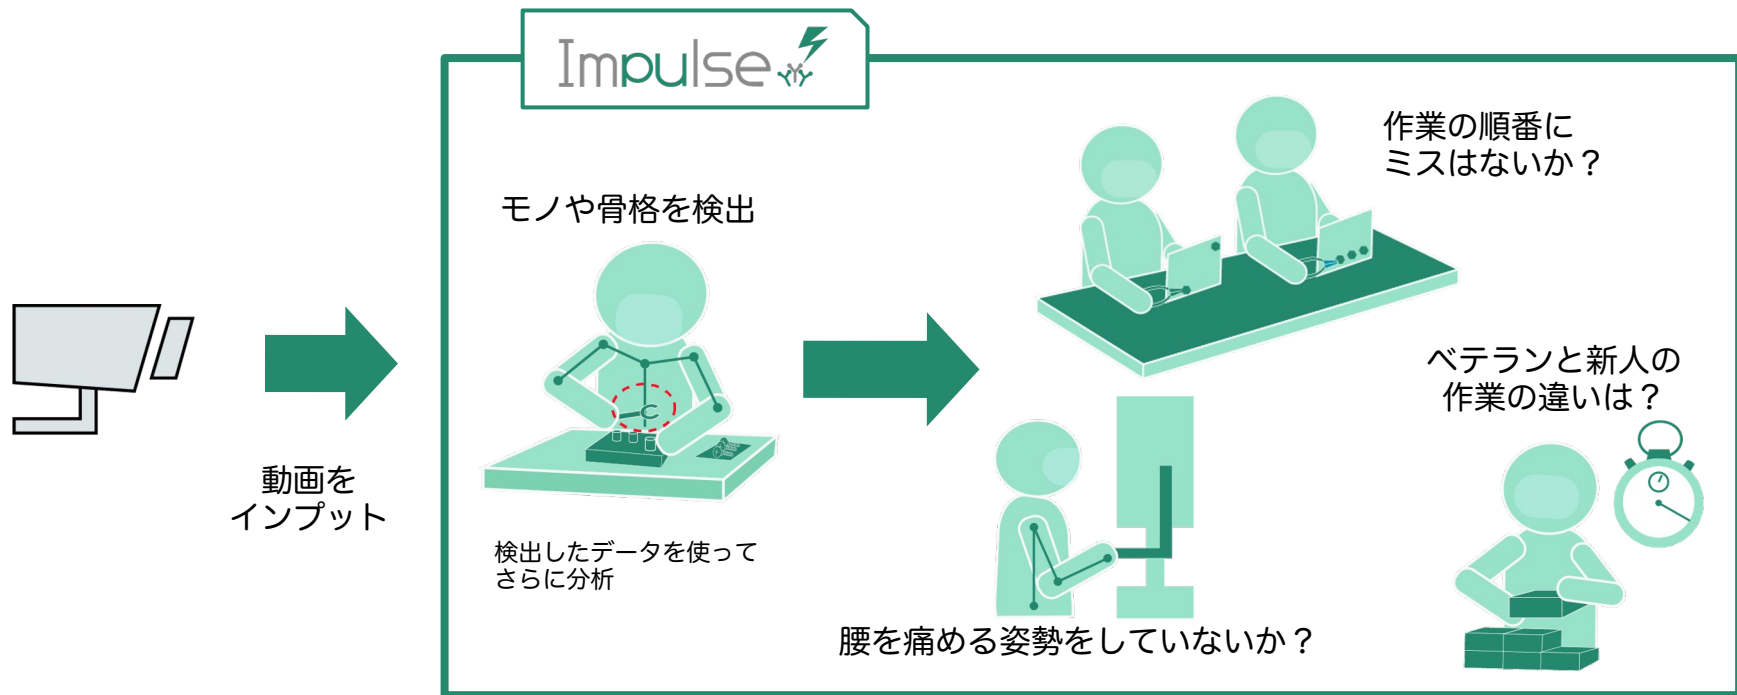 Impulse
モノや骨格を検出
動画を
インプット
検出したデータを使って
さらに分析
作業の順番に
ミスはないか？
ベテランと新人の
作業の違いは？
腰を痛める姿勢をしていないか？